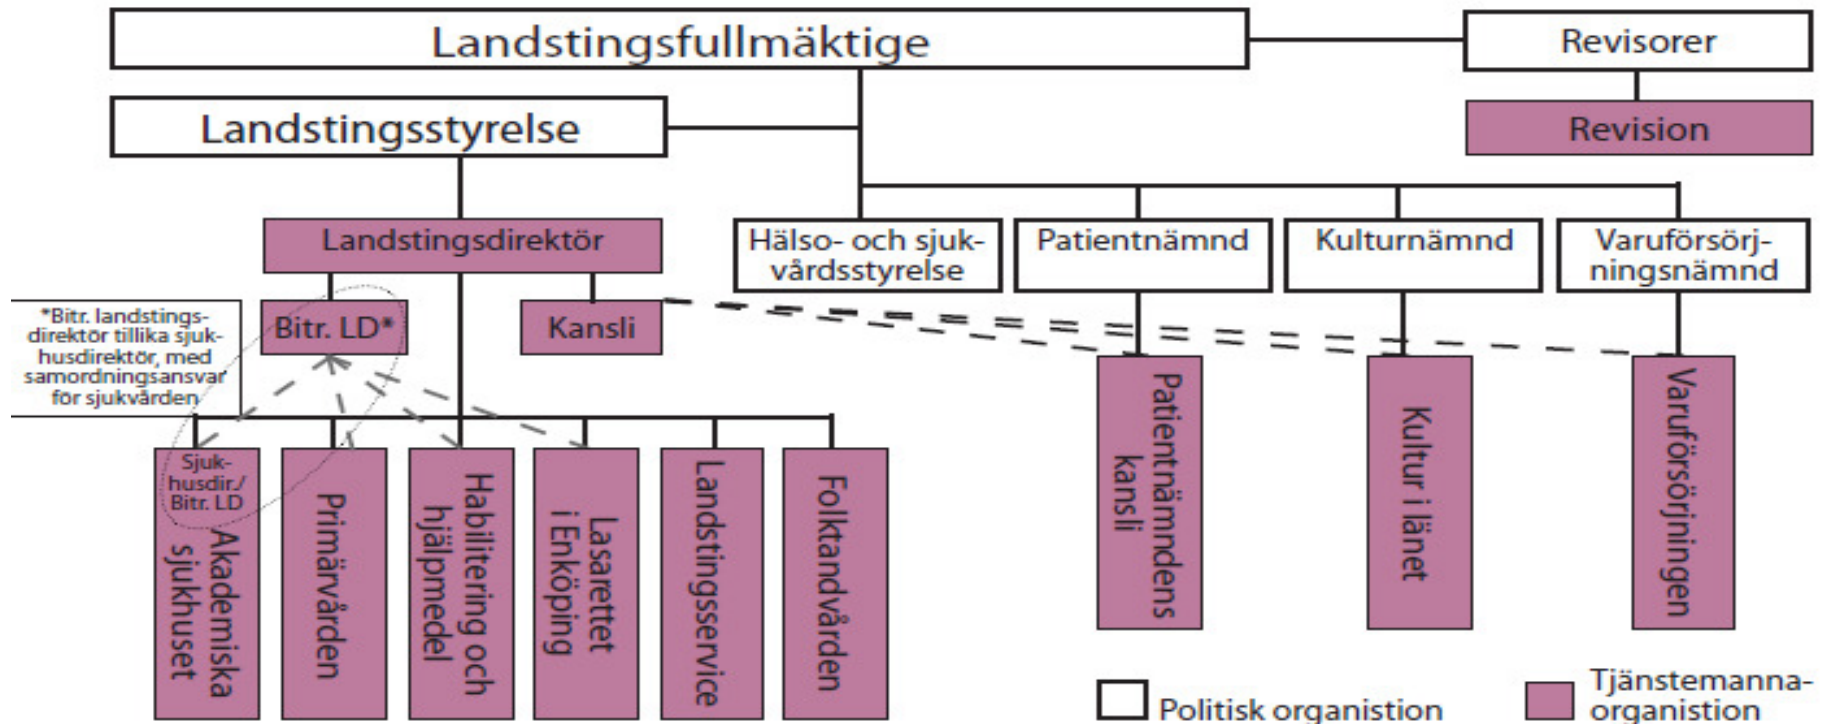 Landstingsfullmäktige
Revisorer
Landstingsstyrelse
Revision
Landstingsdirektör
Hälso- och sjuk-
vårdsstyrelse
Patientnämnd
Kulturnämnd
Varuförsörj-
ningsnämnd
*Bitr. landstings-
direktör tillika sjuk-
husdirektör, med
samordningsansvar
för sjukvården
Bitr. LD*
Kansli
Sjuk-
husdir./
Bitr. LD
Akademiska
sjukhuset
Primärvården
Habilitering och
hjälpmedel
Lasarettet
i Enköping
Landstingsservice
Folktandvården
Patientnämndens
kansli
Kultur i länet
Varuförsörjningen
Politisk organistion
Tjänstemanna-
organistion